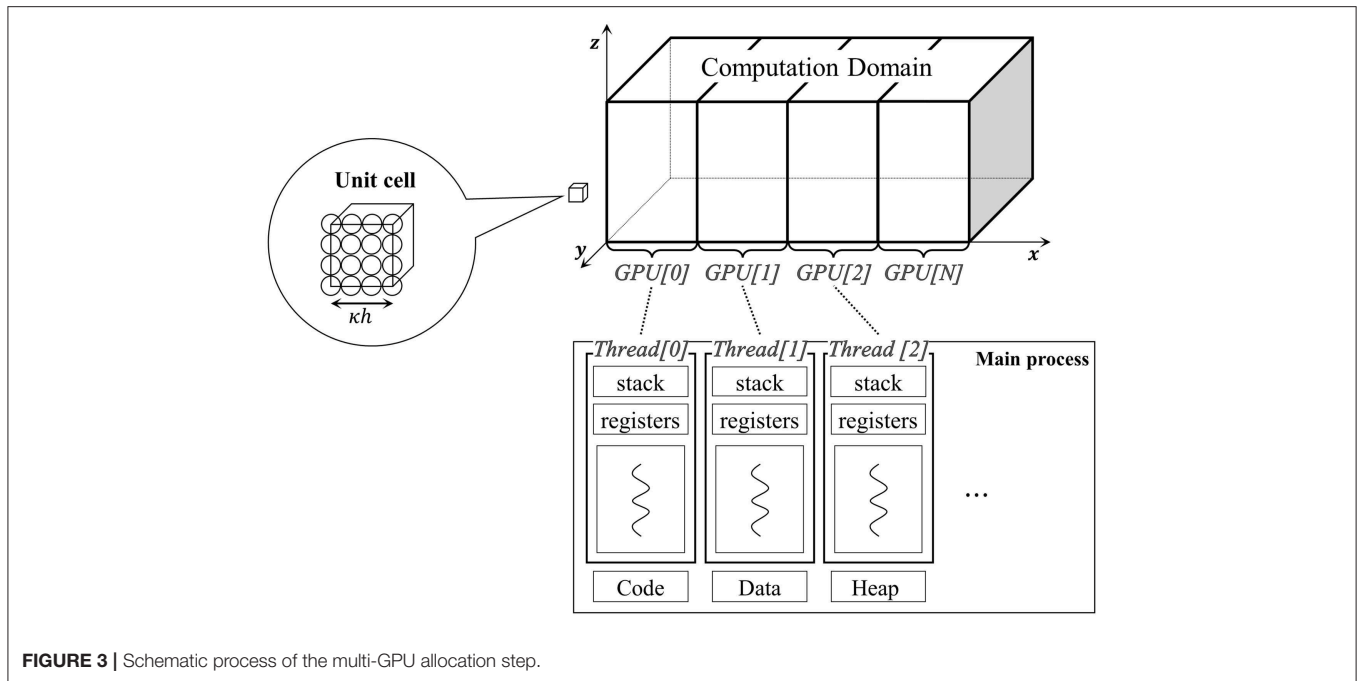 z
Computation Domain
Unit cell
κh
y
x
GPU[0] GPU[1] GPU[2] GPU[N]
Thread[0] Thread[1] Thread [2]
Main process
stack stack stack
registers registers registers
...
Code Data Heap
FIGURE 3 | Schematic process of the multi-GPU allocation step.